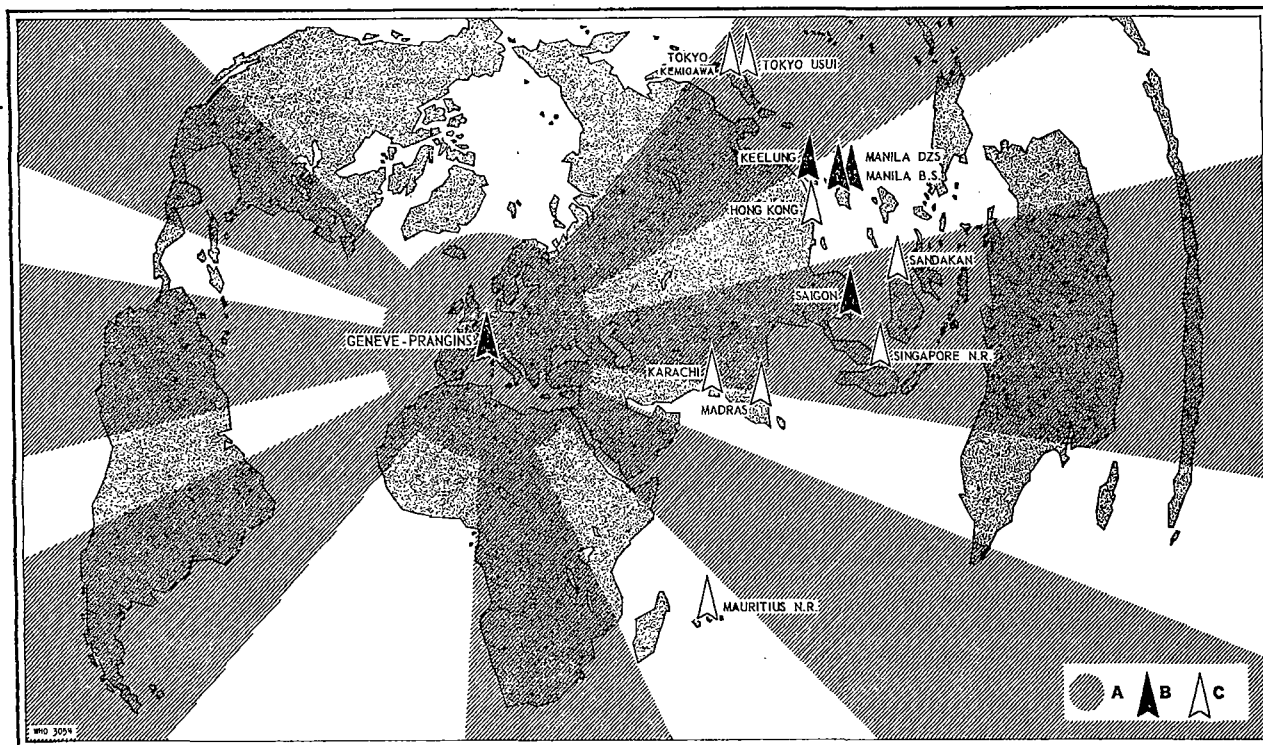 TOKYO
KEMIGAWA
TOKYO USUI
KEELUNG
MANILA DZS
MANILA B.S.
HONG KONG
SANDAKAN
SAIGON
GENEVE-PRANGINS
SINGAPORE N.R.
KARACHI
MADRAS
MAURITIUS N.R.
A B C
WHO 3054